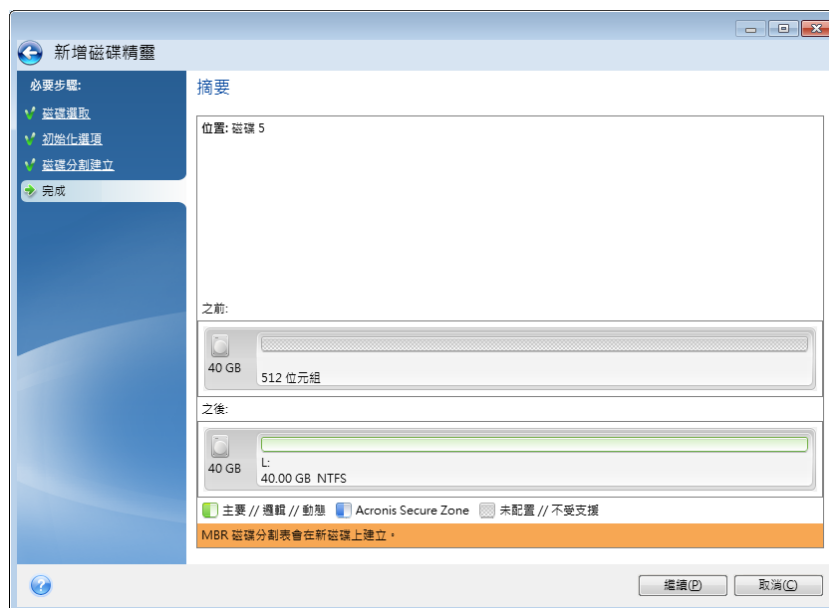 新增磁碟精靈
必要步驟:
磁碟選取
初始化選項
磁碟分割建立
完成
摘要
位置: 磁碟 5
之前:
40 GB
512 位元組
之後:
40 GB
L:
40.00 GB NTFS
主要 // 邏輯 // 動態 Acronis Secure Zone 未配置 // 不受支援
MBR 磁碟分割表會在新磁碟上建立。
?
繼續(P) 取消(C)